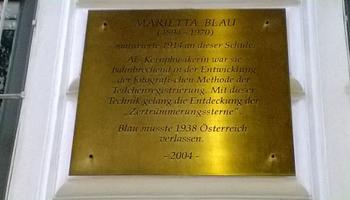 MARIETTA BLAU
(1894 - 1970)
maturierte 1914 an dieser Schule.
Als Kernphysikerin war sie
bahnbrechend in der Entwicklung
der fotografischen Methode der
Teilchenregistrierung. Mit dieser
Technik gelang die Entdeckung der
„Zertrümmerungssterne“.
Blau musste 1938 Österreich
verlassen.
- 2004 -